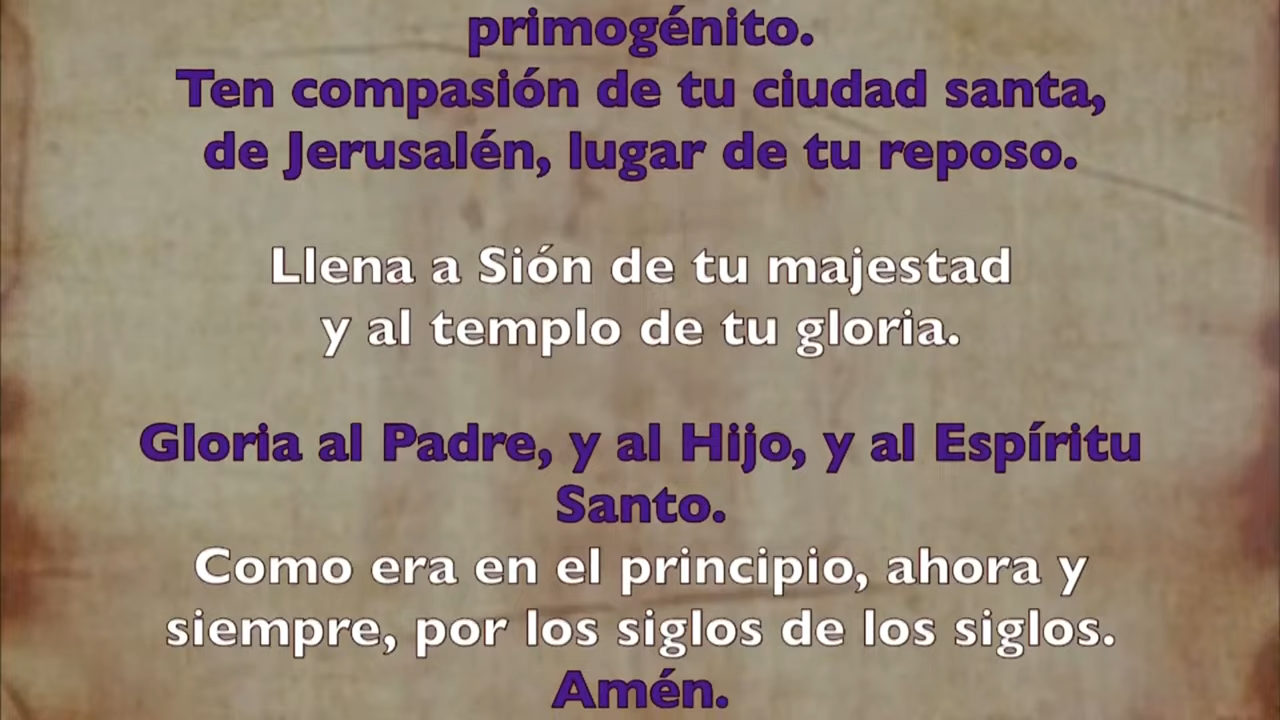 primogénito.
Ten compasión de tu ciudad santa,
de Jerusalén, lugar de tu reposo.
Llena a Sión de tu majestad
y al templo de tu gloria.
Gloria al Padre, y al Hijo, y al Espíritu
Santo.
Como era en el principio, ahora y
siempre, por los siglos de los siglos.
Amén.